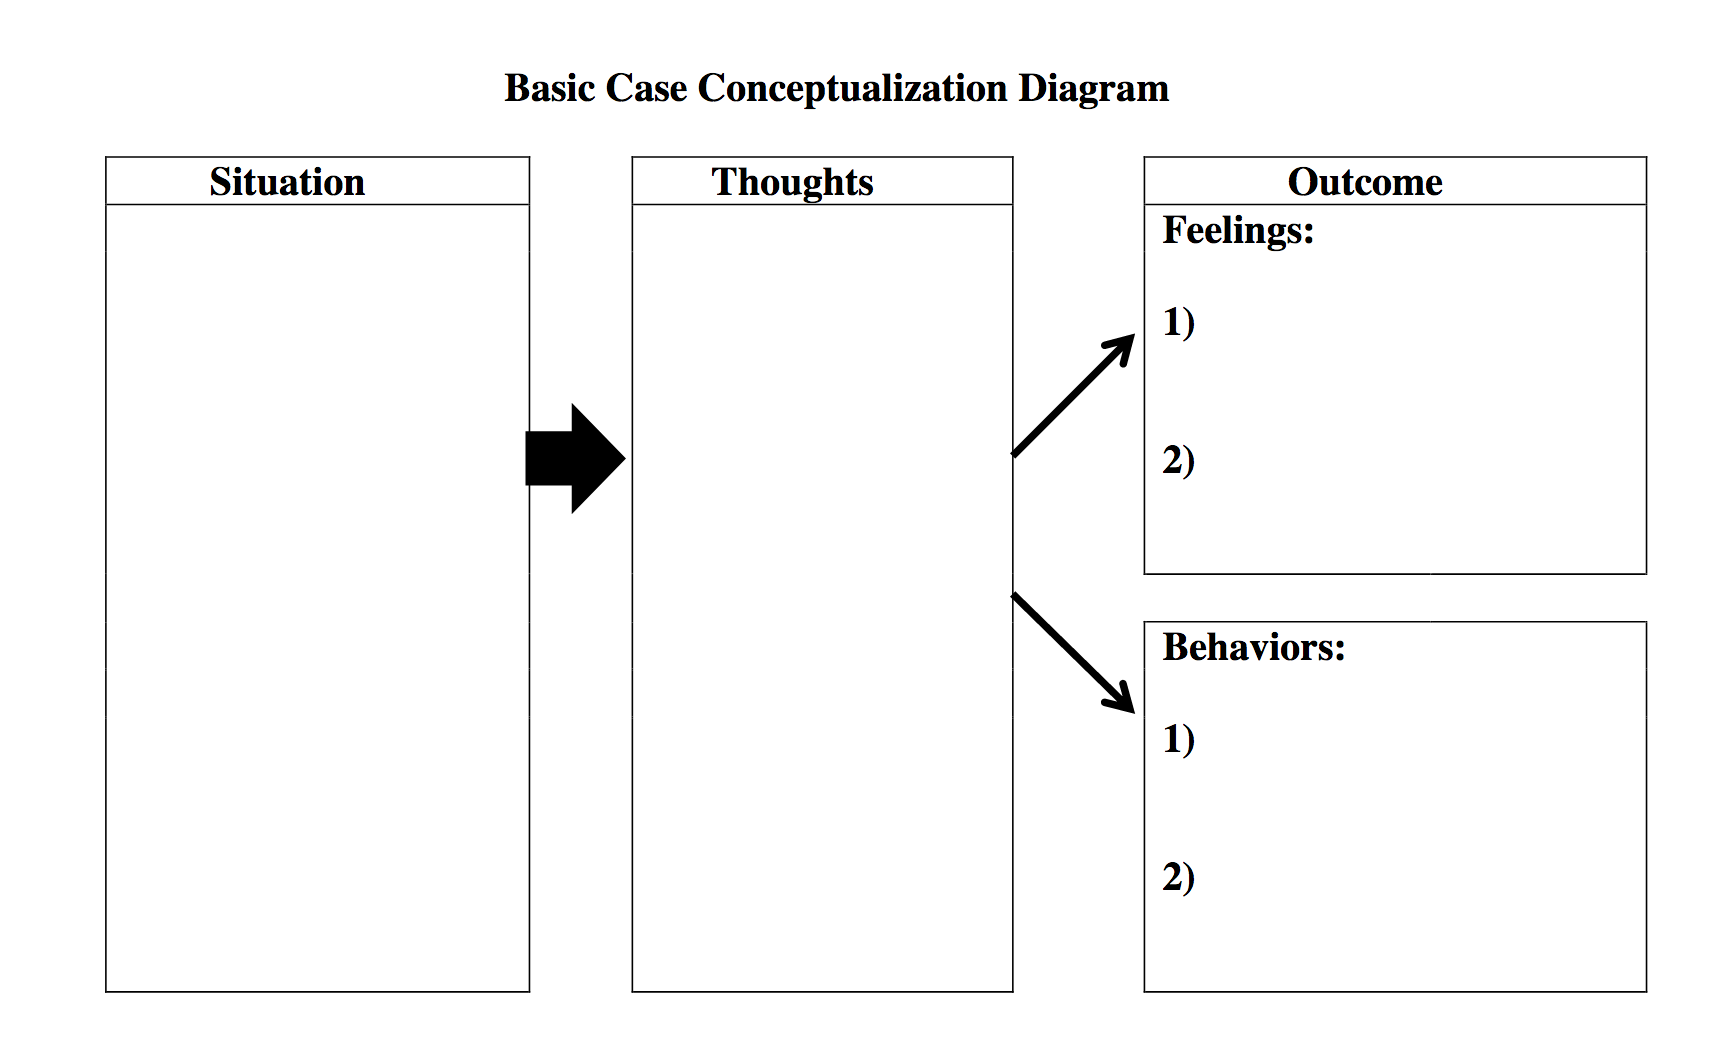 Basic Case Conceptualization Diagram
Situation
Thoughts
Outcome
Feelings:
1)
2)
Behaviors:
1)
2)